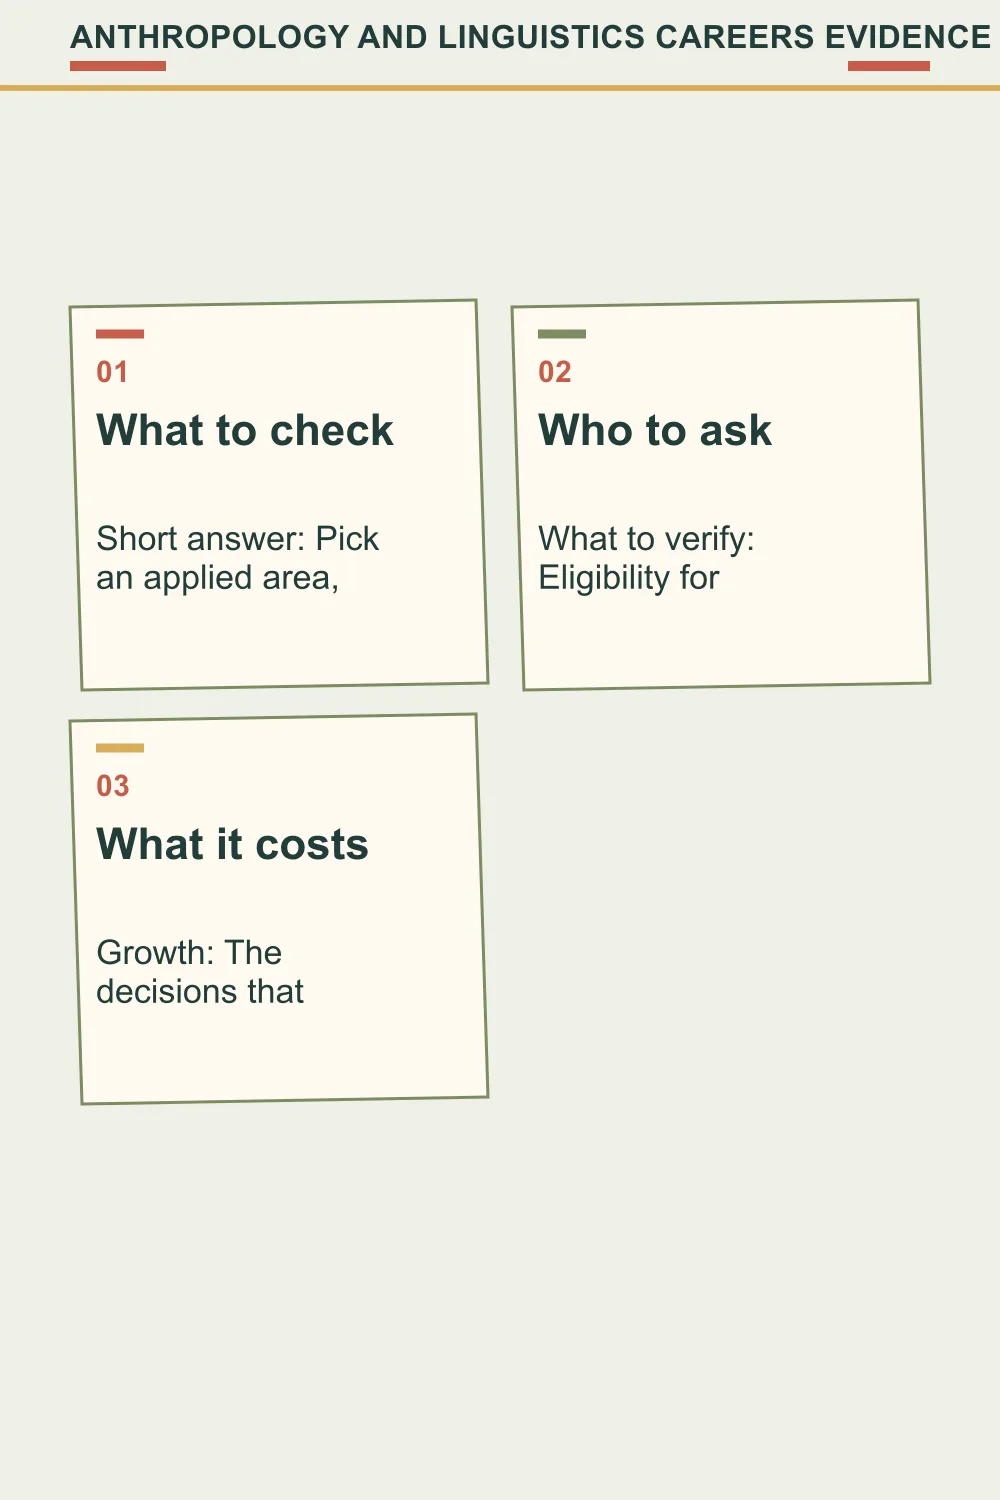 ANTHROPOLOGY AND LINGUISTICS CAREERS EVIDENCE
01
What to check
Short answer: Pick
an applied area,
02
Who to ask
What to verify:
Eligibility for
03
What it costs
Growth: The
decisions that